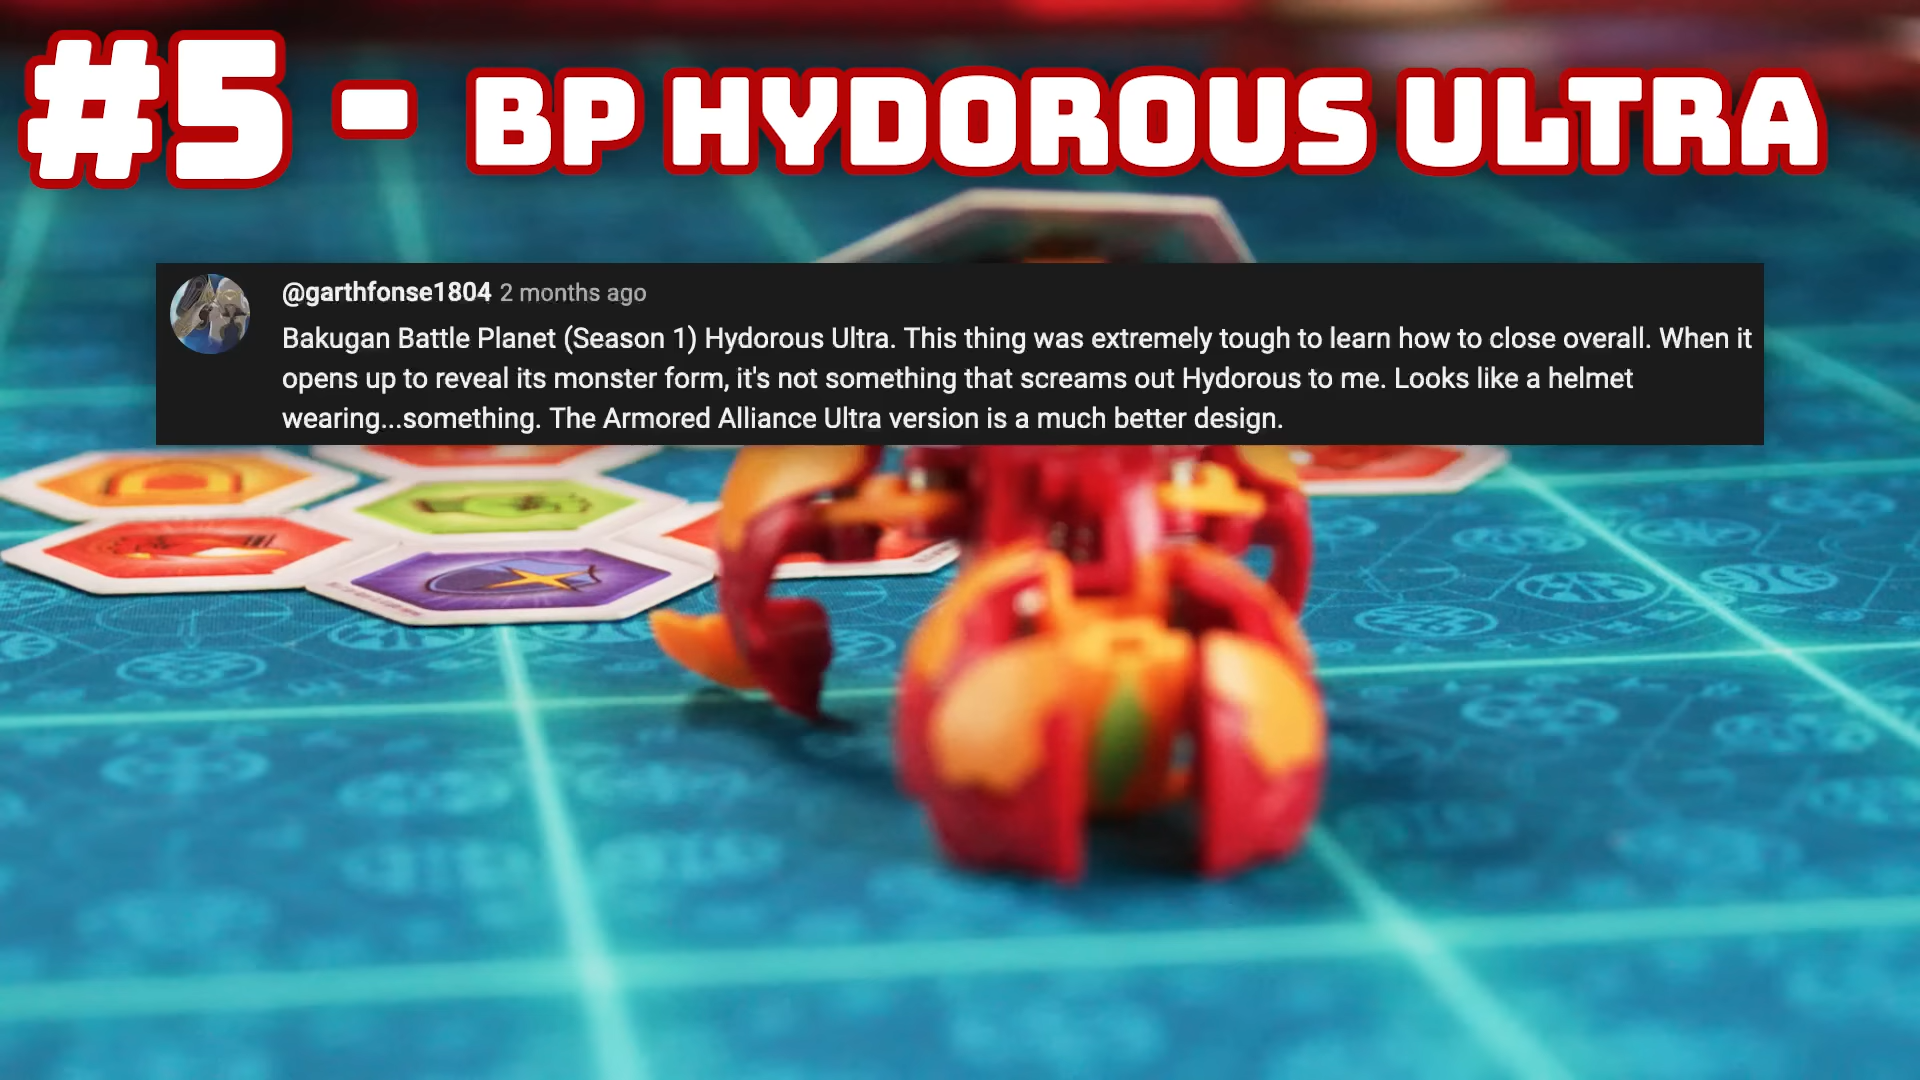 #5 - BP HYDOROUS ULTRA
@garthfonse1804 2 months ago
Bakugan Battle Planet (Season 1) Hydorous Ultra. This thing was extremely tough to learn how to close overall. When it
opens up to reveal its monster form, it's not something that screams out Hydorous to me. Looks like a helmet
wearing...something. The Armored Alliance Ultra version is a much better design.